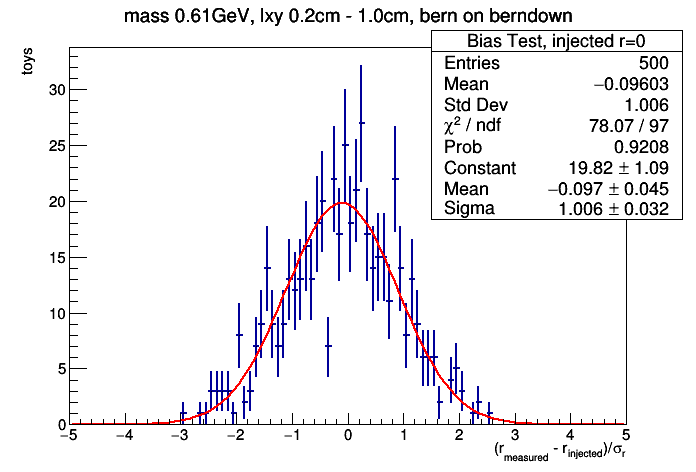 mass 0.61GeV, lxy 0.2cm - 1.0cm, bern on berndown
Bias Test, injected r=0
Entries 500
Mean −0.09603
Std Dev 1.006
χ² / ndf 78.07 / 97
Prob 0.9208
Constant 19.82 ± 1.09
Mean −0.097 ± 0.045
Sigma 1.006 ± 0.032
toys
30
25
20
15
10
5
0
−5 −4 −3 −2 −1 0 1 2 3 4 5
(r_measured - r_injected)/σ_r